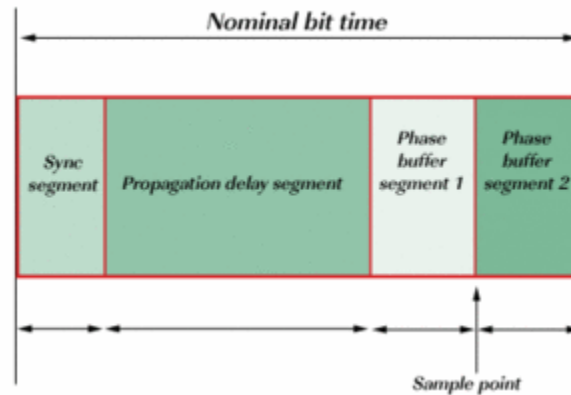 Nominal bit time
Sync
segment
Propagation delay segment
Phase
buffer
segment 1
Phase
buffer
segment 2
Sample point